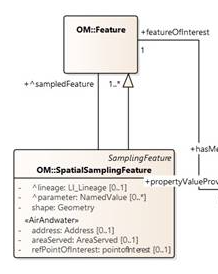 OM::Feature
+featureOfInterest
1
+^sampledFeature
1..*
+hasMe
SamplingFeature
OM::SpatialSamplingFeature
+propertyValueProv
- ^lineage: LI_Lineage [0..1]
- ^parameter: NamedValue [0..*]
- shape: Geometry
«AirAndwater»
- address: Address [0..1]
- areaServed: AreaServed [0..1]
- refPointOfInterest: pointofInterest [0..1]